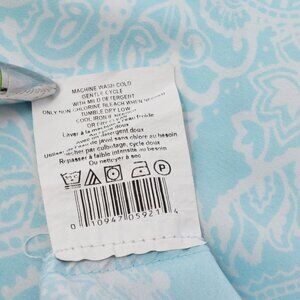 MACHINE WASH COLD
GENTLE CYCLE
WITH MILD DETERGENT
ONLY NON CHLORINE BLEACH WHEN NEEDED
TUMBLE DRY LOW
COOL IRON IF NEEDED
OR DRY CLEAN
Laver à la machine à l'eau froide
cycle doux
Avec un détergent doux
eau de javel sans chlore au besoin
sécher par culbutage, cycle doux
Repasser à faible intensité au besoin
Ou nettoyer à sec
P
0 10947 05921 4